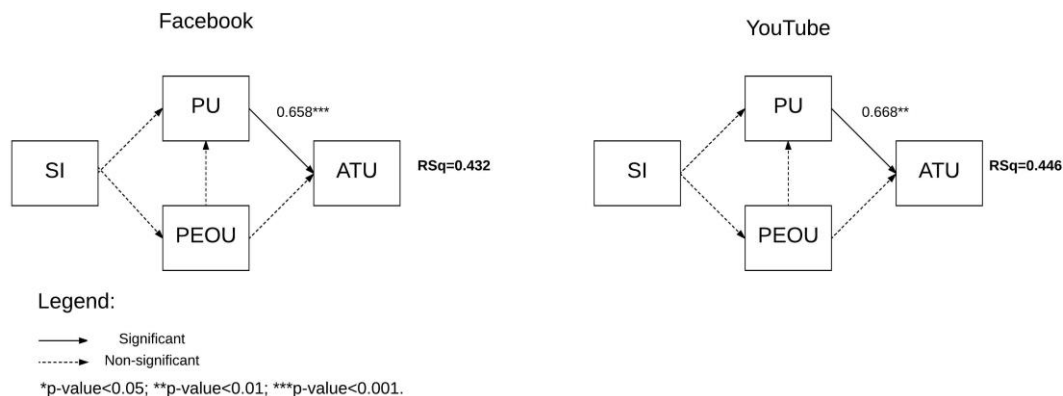 Facebook
PU
0.658***
SI
ATU
RSq=0.432
PEOU
YouTube
PU
0.668**
SI
ATU
RSq=0.446
PEOU
Legend:
Significant
Non-significant
*p-value<0.05; **p-value<0.01; ***p-value<0.001.